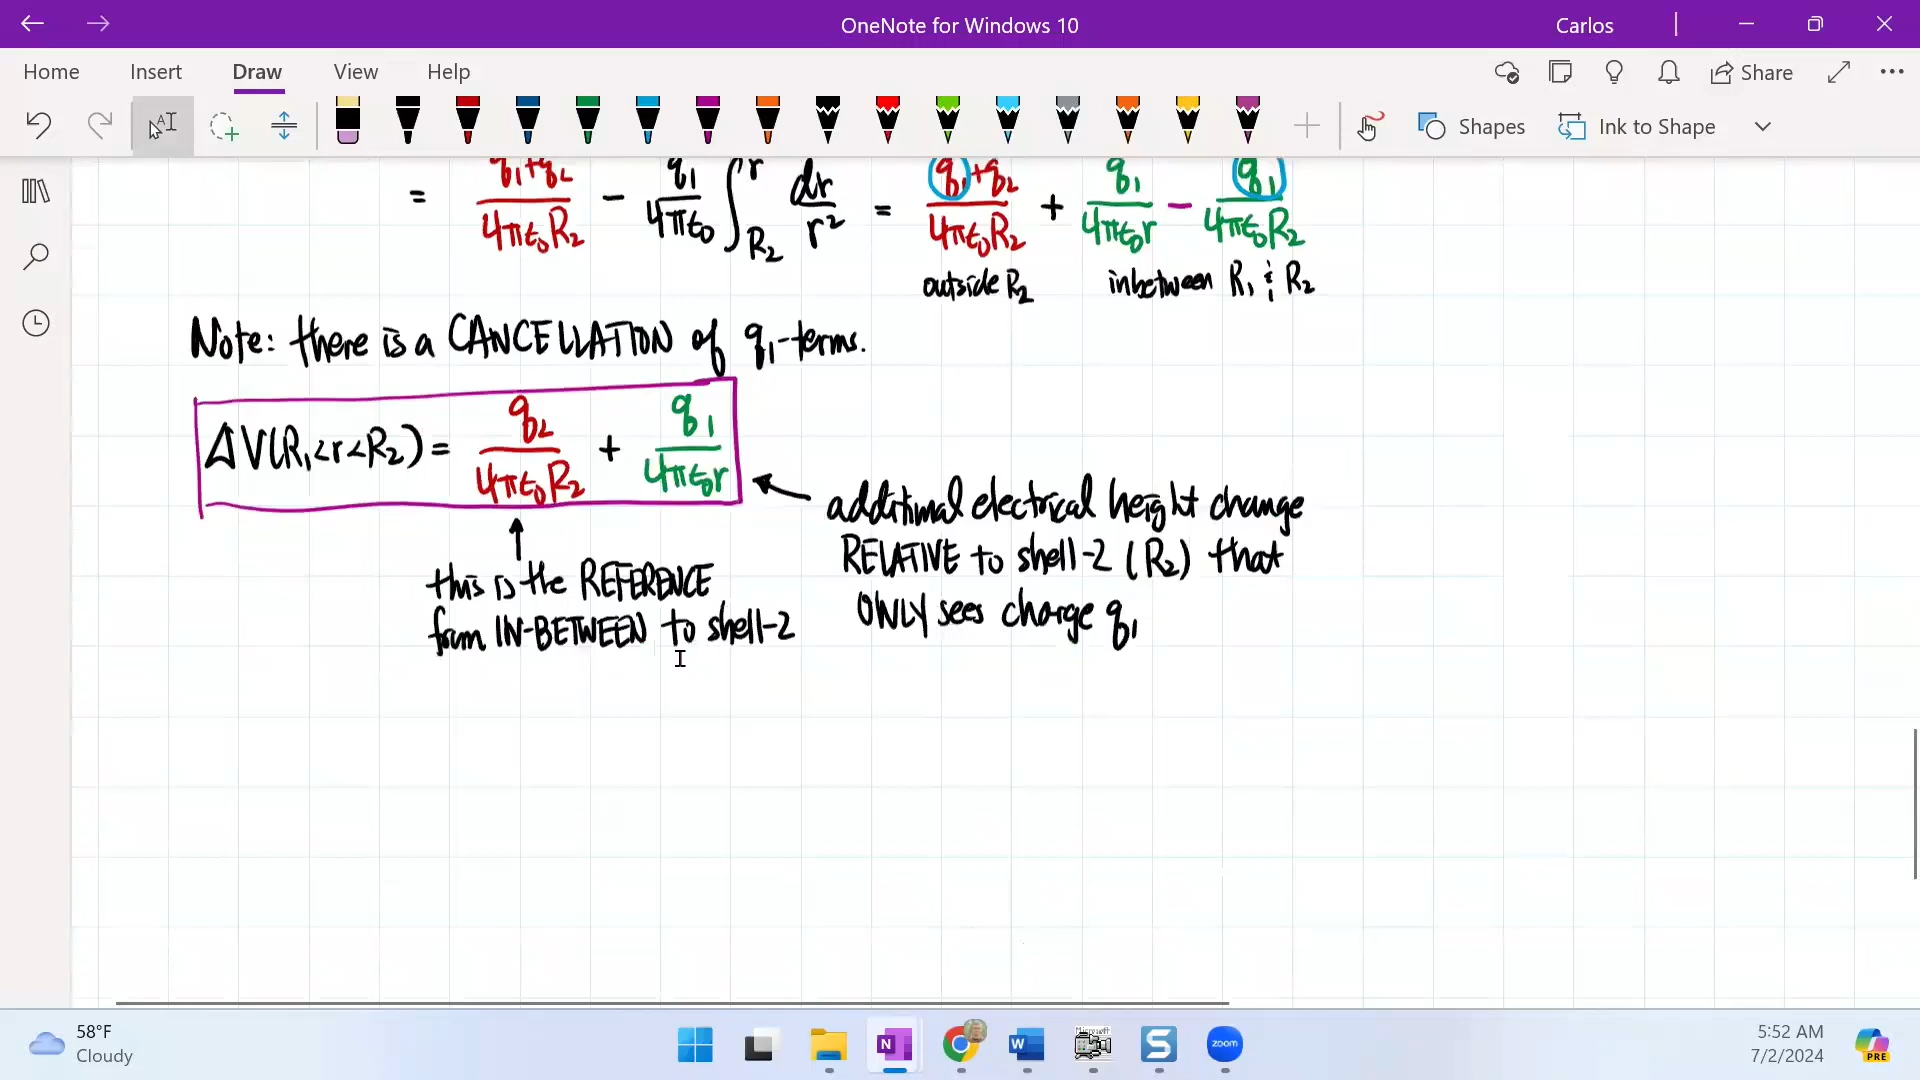 OneNote for Windows 10
Carlos
Home
Insert
Draw
View
Help
Share
Shapes
Ink to Shape
= q₁+q₂/4πε₀R₂ - q₁/4πε₀ ∫_R₂^r dr/r² = q₁+q₂/4πε₀R₂ + q₁/4πε₀r - q₁/4πε₀R₂
outside R₂
inbetween R₁ & R₂
Note: there is a CANCELLATION of q₁-terms.
ΔV(R₁<r<R₂) = q₂/4πε₀R₂ + q₁/4πε₀r
additional electrical height change
RELATIVE to shell-2 (R₂) that
ONLY sees charge q₁
this is the REFERENCE
from IN-BETWEEN to shell-2
58°F
Cloudy
Microsoft
zoom
5:52 AM
7/2/2024
PRE